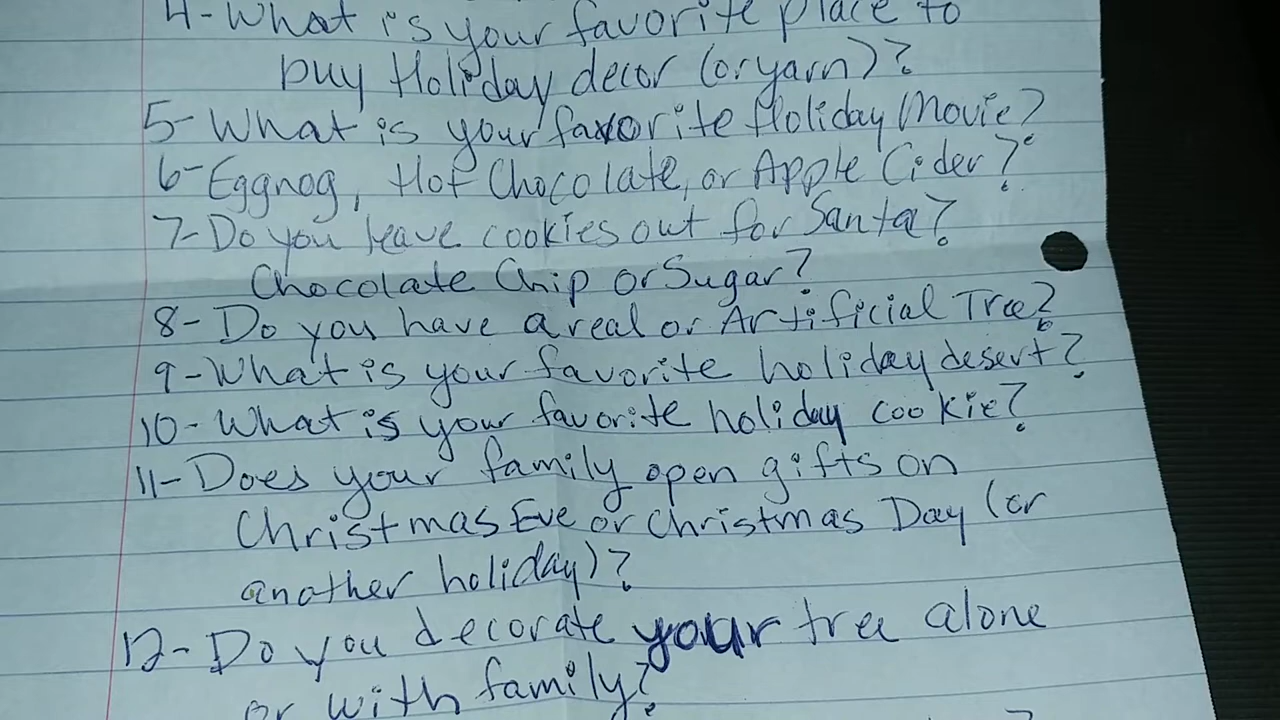 4-What is your favorite place to
buy Holiday decor (or yarn)?
5-What is your favorite Holiday Movie?
6-Eggnog, Hot Chocolate, or Apple Cider?
7-Do you leave cookies out for Santa?
Chocolate Chip or Sugar?
8-Do you have a real or Artificial Tree?
9-What is your favorite holiday desert?
10-What is your favorite holiday cookie?
11-Does your family open gifts on
Christmas Eve or Christmas Day (or
another holiday)?
12-Do you decorate your tree alone
or with family?